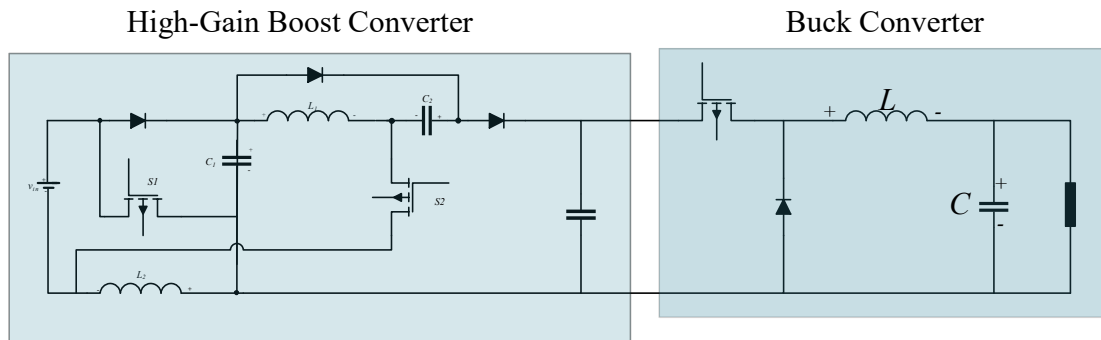 High-Gain Boost Converter
Buck Converter
L1
C2
+ L -
C1
S1
vin
S2
C
+
-
L2